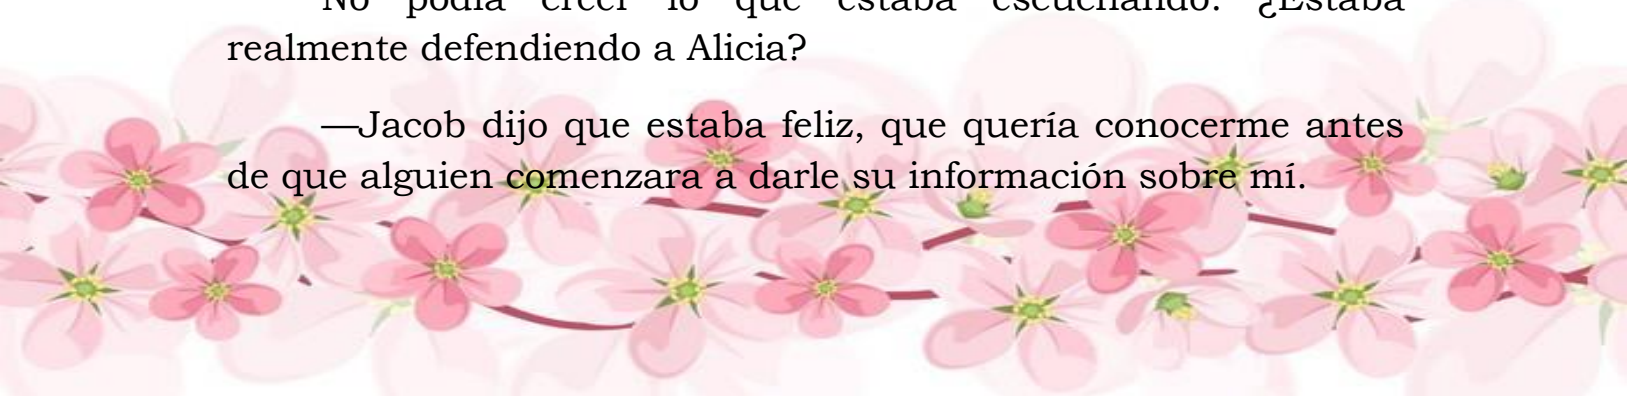 No podía creer lo que estaba escuchando. ¿Estaba
realmente defendiendo a Alicia?
—Jacob dijo que estaba feliz, que quería conocerme antes
de que alguien comenzara a darle su información sobre mí.